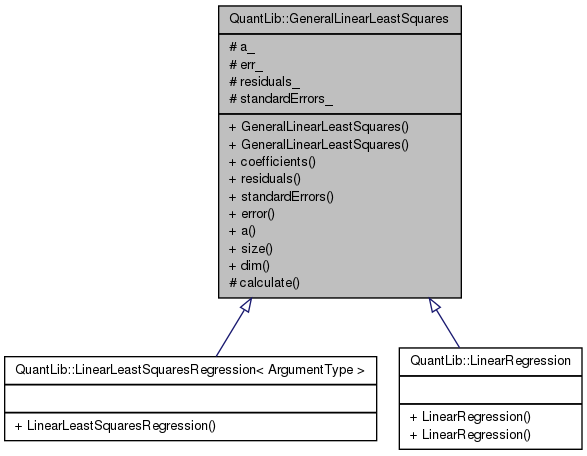 QuantLib::GeneralLinearLeastSquares
# a_
# err_
# residuals_
# standardErrors_
+ GeneralLinearLeastSquares()
+ GeneralLinearLeastSquares()
+ coefficients()
+ residuals()
+ standardErrors()
+ error()
+ a()
+ size()
+ dim()
# calculate()
QuantLib::LinearLeastSquaresRegression< ArgumentType >
+ LinearLeastSquaresRegression()
QuantLib::LinearRegression
+ LinearRegression()
+ LinearRegression()